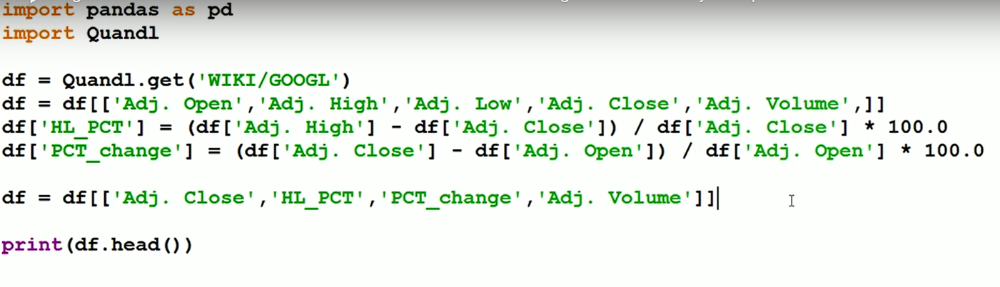 import pandas as pd
import Quandl
df = Quandl.get('WIKI/GOOGL')
df = df[['Adj. Open','Adj. High','Adj. Low','Adj. Close','Adj. Volume',]]
df['HL_PCT'] = (df['Adj. High'] - df['Adj. Close']) / df['Adj. Close'] * 100.0
df['PCT_change'] = (df['Adj. Close'] - df['Adj. Open']) / df['Adj. Open'] * 100.0
df = df[['Adj. Close','HL_PCT','PCT_change','Adj. Volume']]
print(df.head())